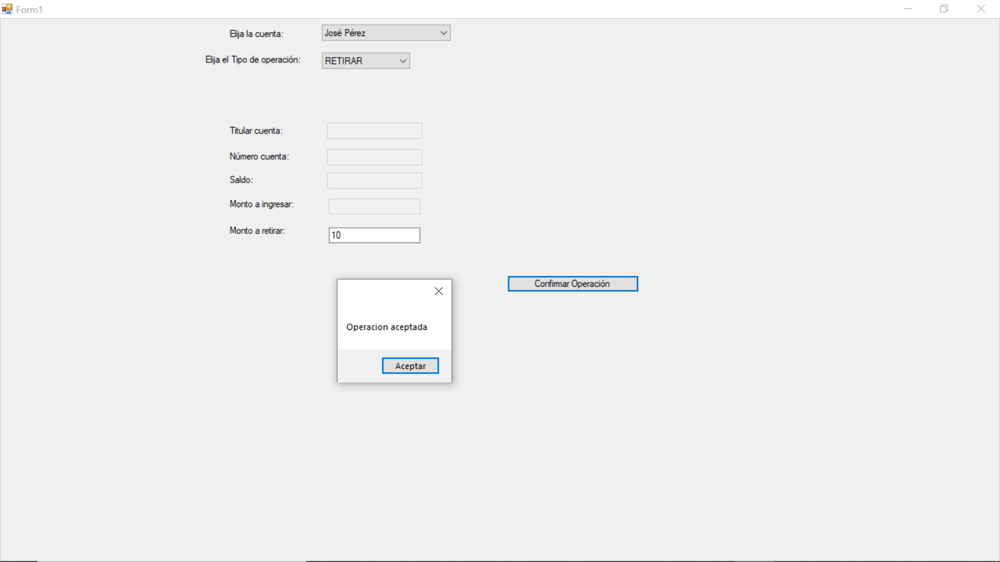 Form1
Elija la cuenta:
José Pérez
Elija el Tipo de operación:
RETIRAR
Titular cuenta:
Número cuenta:
Saldo:
Monto a ingresar:
Monto a retirar:
10
Confirmar Operación
Operacion aceptada
Aceptar